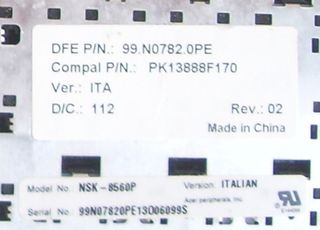 DFE P/N.: 99.N0782.0PE
Compal P/N.: PK13888F170
Ver.: ITA
D/C.: 112 Rev.: 02
Made in China
Model No. NSK-8560P Version: ITALIAN
Acer peripherals, Inc.
Serial No. 99N07820PE13O06099S